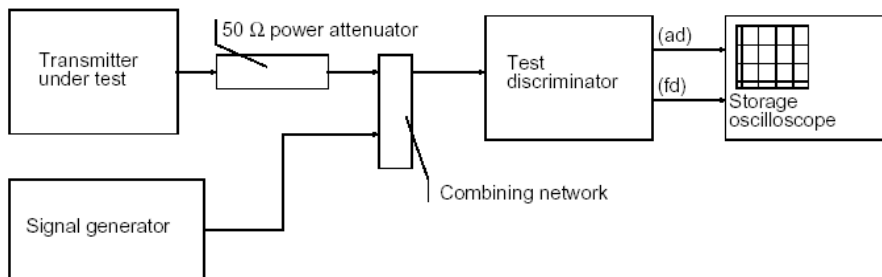 50 Ω power attenuator
Transmitter
under test
Test
discriminator
(ad)
(fd)
Storage
oscilloscope
Combining network
Signal generator